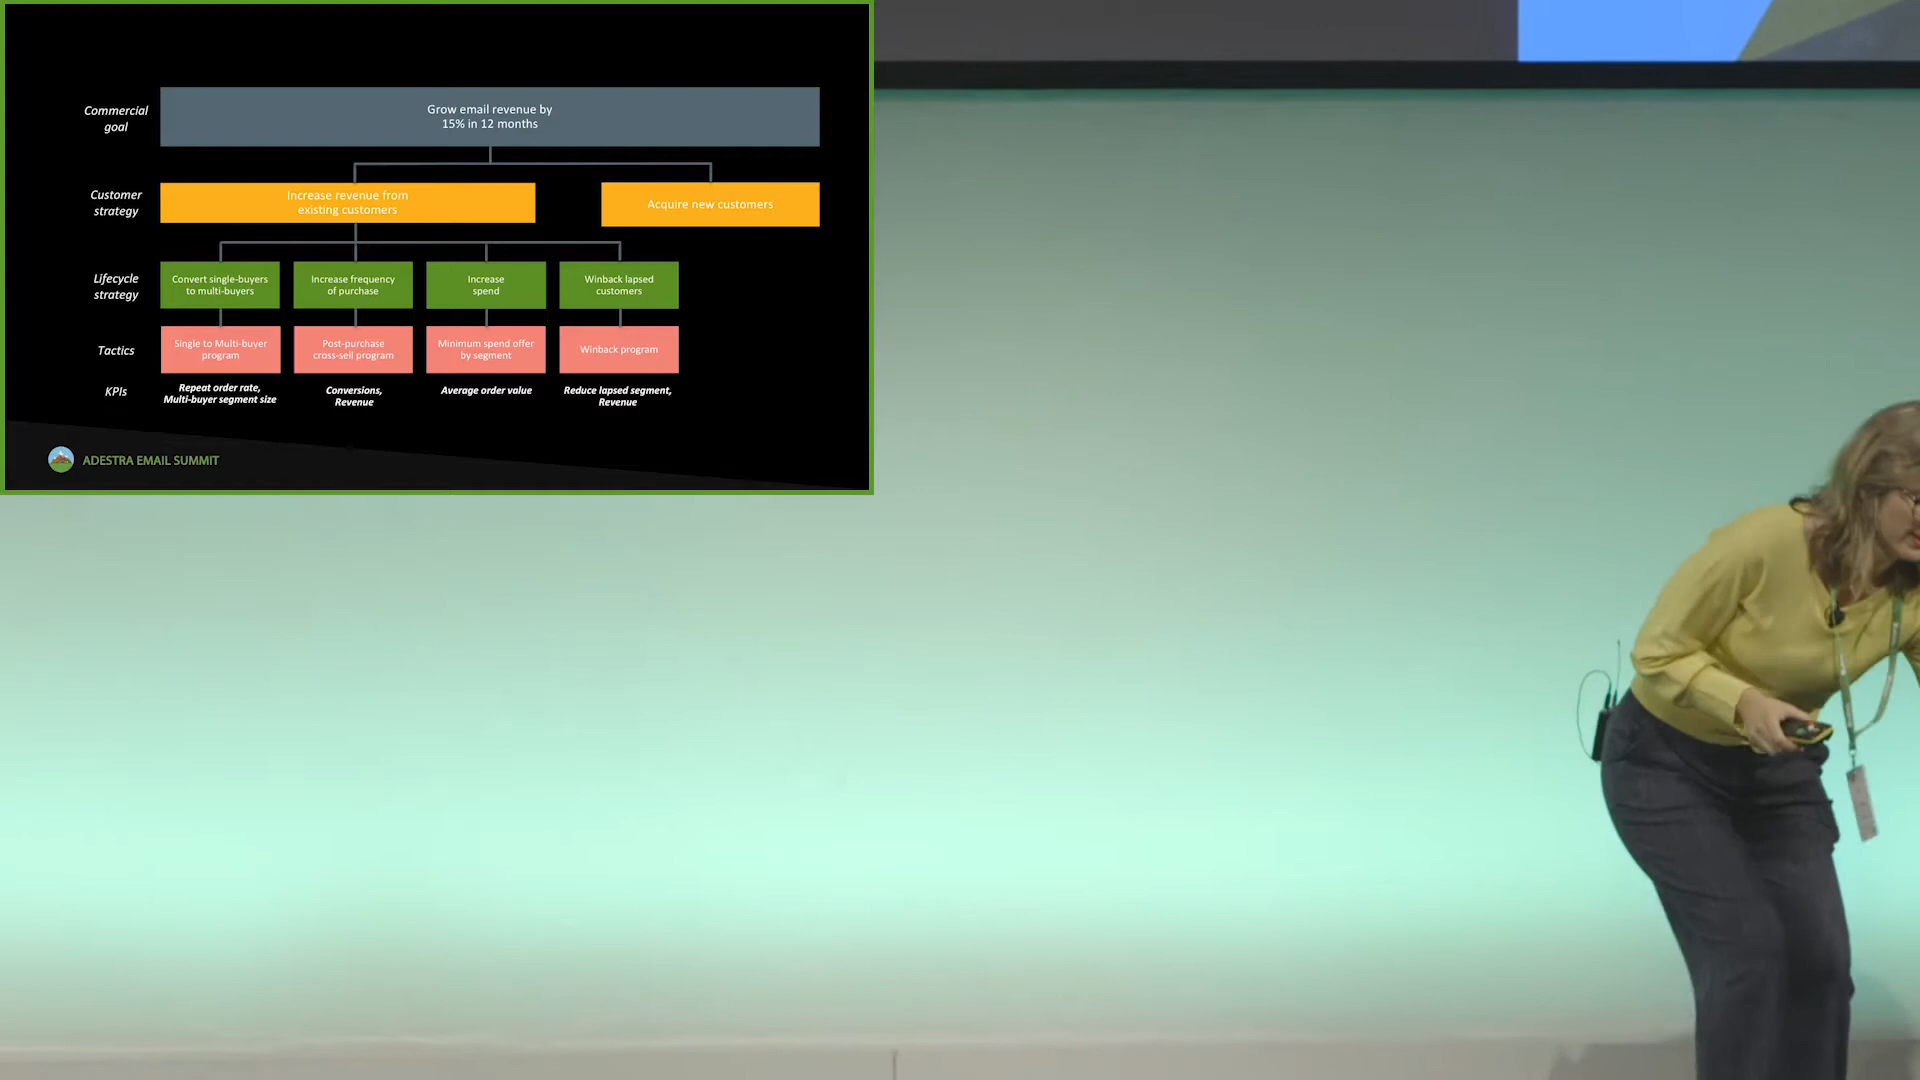 Commercial
goal
Grow email revenue by
15% in 12 months
Customer
strategy
Increase revenue from
existing customers
Acquire new customers
Lifecycle
strategy
Convert single-buyers
to multi-buyers
Increase frequency
of purchase
Increase
spend
Winback lapsed
customers
Tactics
Single to Multi-buyer
program
Post-purchase
cross-sell program
Minimum spend offer
by segment
Winback program
KPIs
Repeat order rate,
Multi-buyer segment size
Conversions,
Revenue
Average order value
Reduce lapsed segment,
Revenue
ADESTRA EMAIL SUMMIT